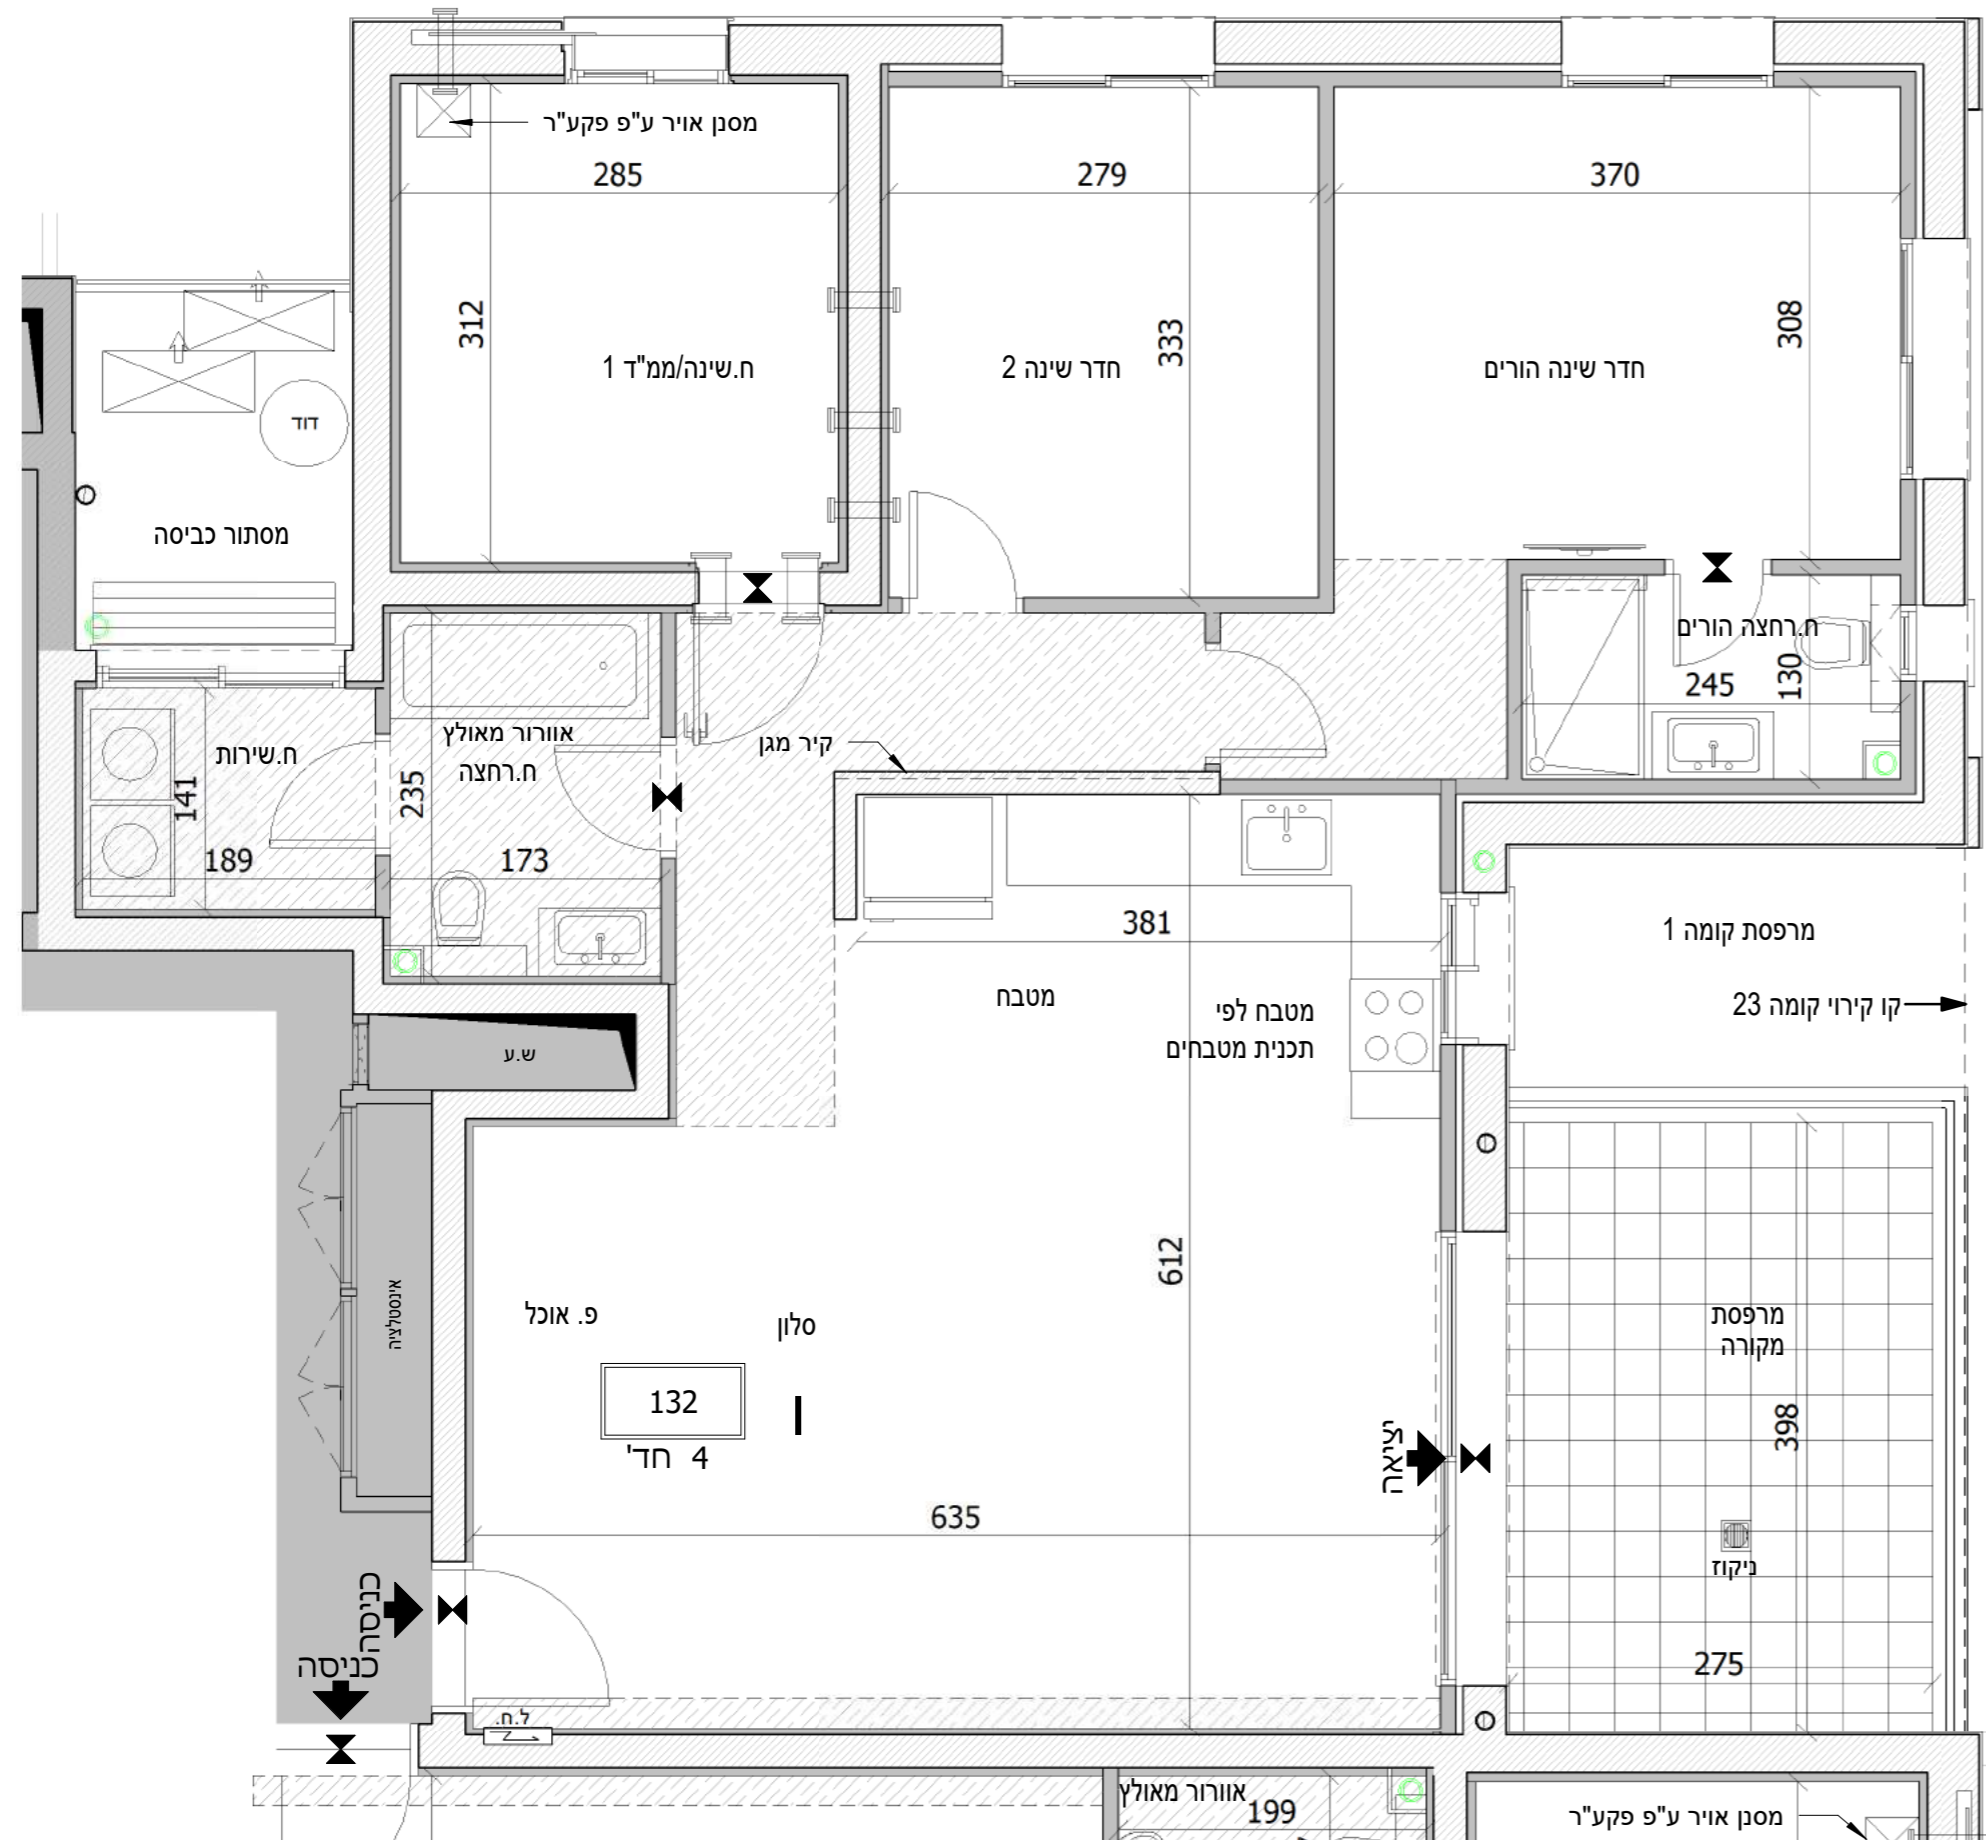 מסנן אויר ע"פ פקע"ר
285
279
370
312
333
308
ח.שינה/ממ"ד 1
חדר שינה 2
חדר שינה הורים
דוד
מסתור כביסה
ח.רחצה הורים
130
245
ח.שירות
141
189
אוורור מאולץ
ח.רחצה
235
173
קיר מגן
381
מטבח
מטבח לפי
תכנית מטבחים
מרפסת קומה 1
קו קירוי קומה 23
ש.ע
אינסטלציה
612
פ. אוכל
סלון
132
4 חד'
יציאה
635
מרפסת
מקורה
398
ניקוז
275
כניסה
כניסה
ל.ח.
אוורור מאולץ
199
מסנן אויר ע"פ פקע"ר